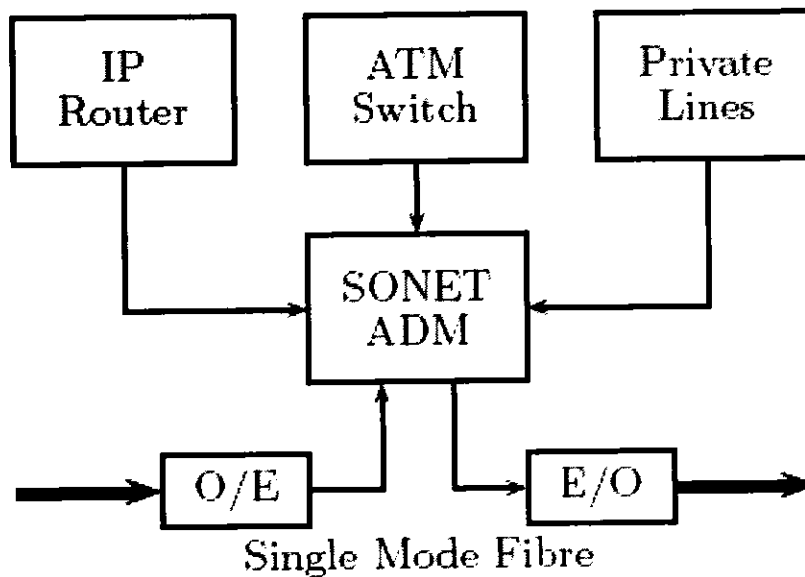 IP
Router
ATM
Switch
Private
Lines
SONET
ADM
O/E
E/O
Single Mode Fibre